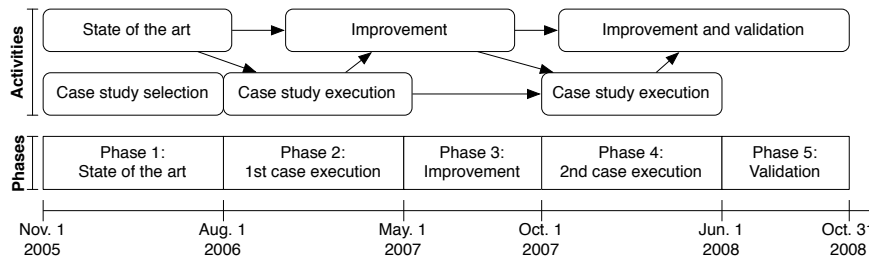 Activities
State of the art
Improvement
Improvement and validation
Case study selection
Case study execution
Case study execution
Phases
Phase 1:
State of the art
Phase 2:
1st case execution
Phase 3:
Improvement
Phase 4:
2nd case execution
Phase 5:
Validation
Nov. 1
2005
Aug. 1
2006
May. 1
2007
Oct. 1
2007
Jun. 1
2008
Oct. 31
2008